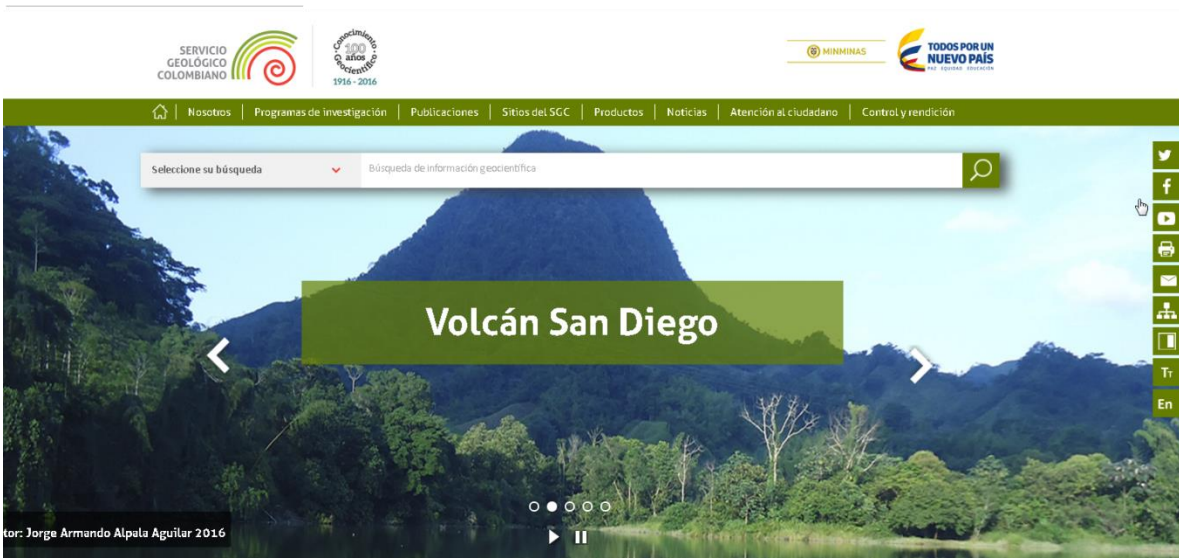 SERVICIO
GEOLÓGICO
COLOMBIANO
Conocimiento
100
años
Geocientífico
1916 - 2016
MINMINAS
TODOS POR UN
NUEVO PAÍS
PAZ EQUIDAD EDUCACIÓN
Nosotros | Programas de investigación | Publicaciones | Sitios del SGC | Productos | Noticias | Atención al ciudadano | Control y rendición
Seleccione su búsqueda
Búsqueda de información geocientífica
Volcán San Diego
TT
En
tor: Jorge Armando Alpala Aguilar 2016